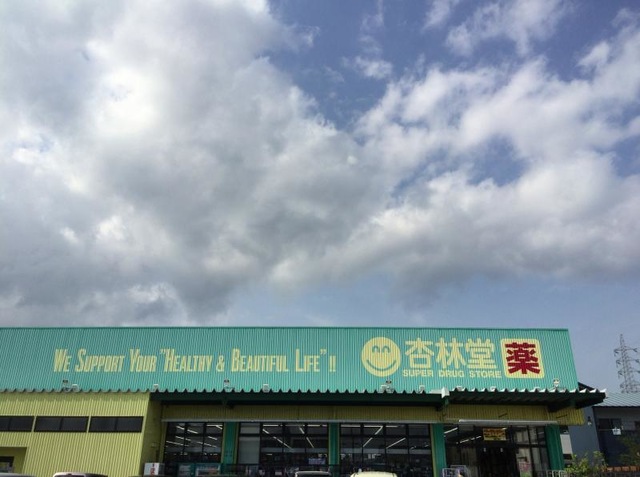 WE SUPPORT YOUR "HEALTHY & BEAUTIFUL LIFE"!!
杏林堂
SUPER DRUG STORE
薬